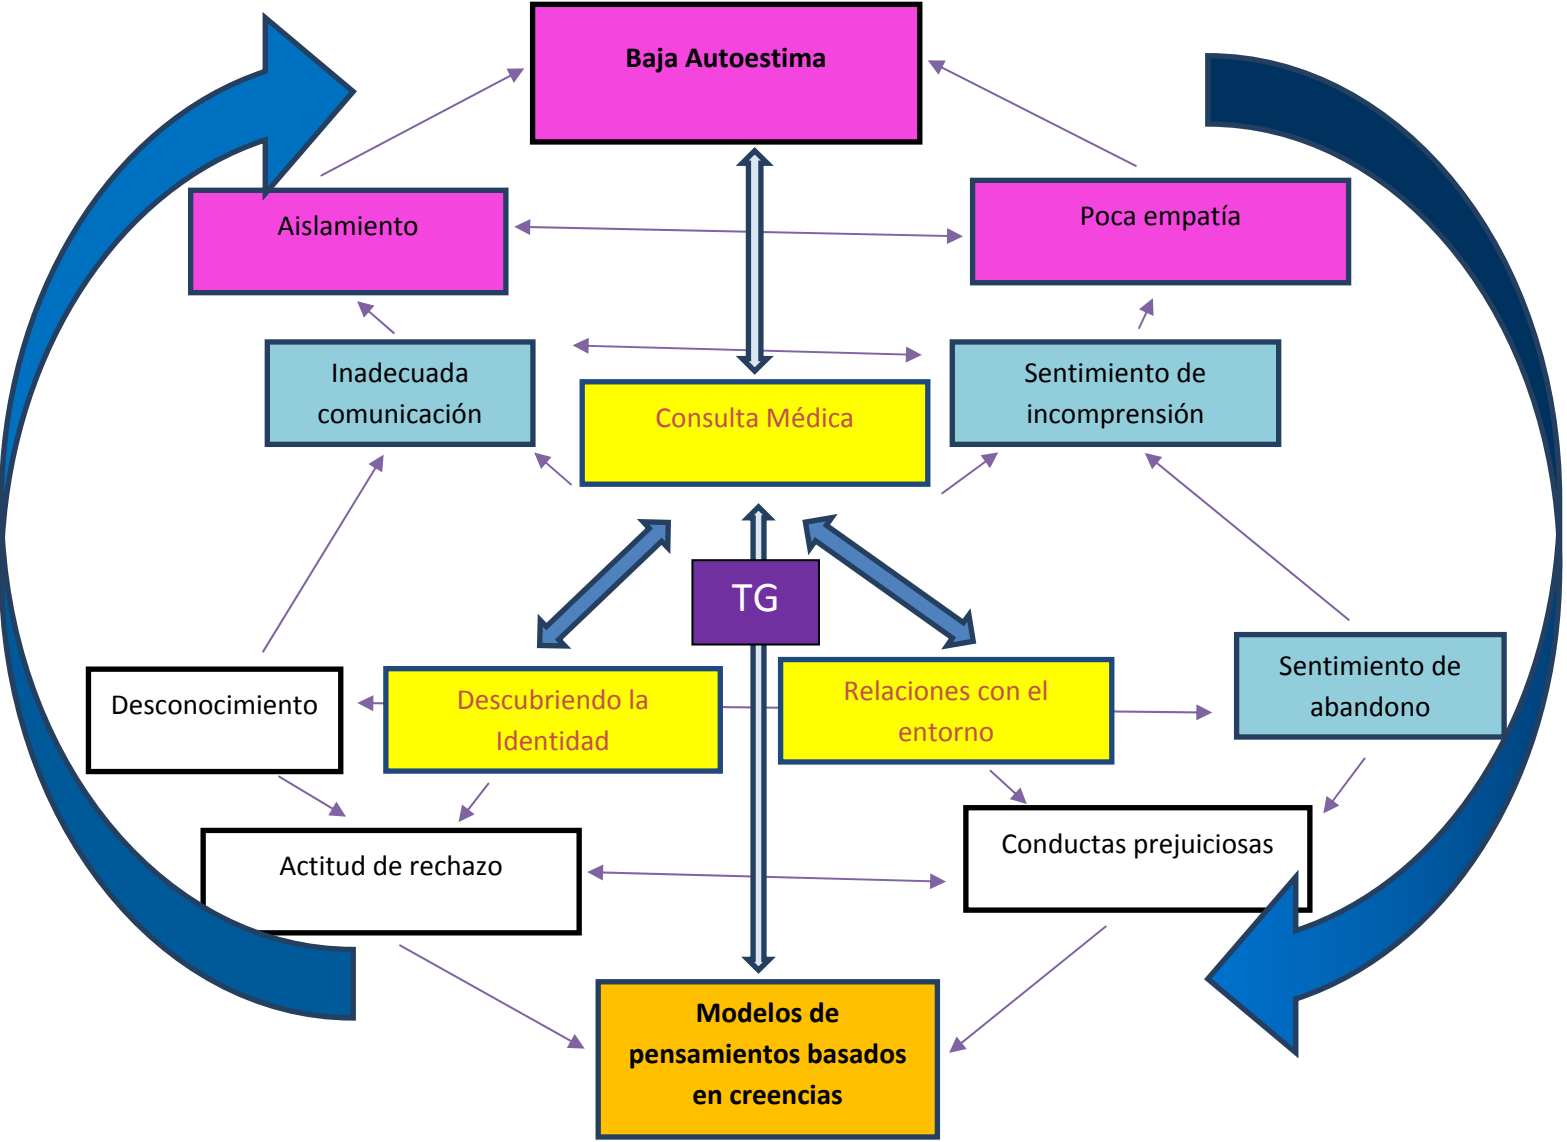 Baja Autoestima
Aislamiento
Poca empatía
Inadecuada
comunicación
Consulta Médica
Sentimiento de
incomprensión
TG
Desconocimiento
Descubriendo la
Identidad
Relaciones con el
entorno
Sentimiento de
abandono
Actitud de rechazo
Conductas prejuiciosas
Modelos de
pensamientos basados
en creencias